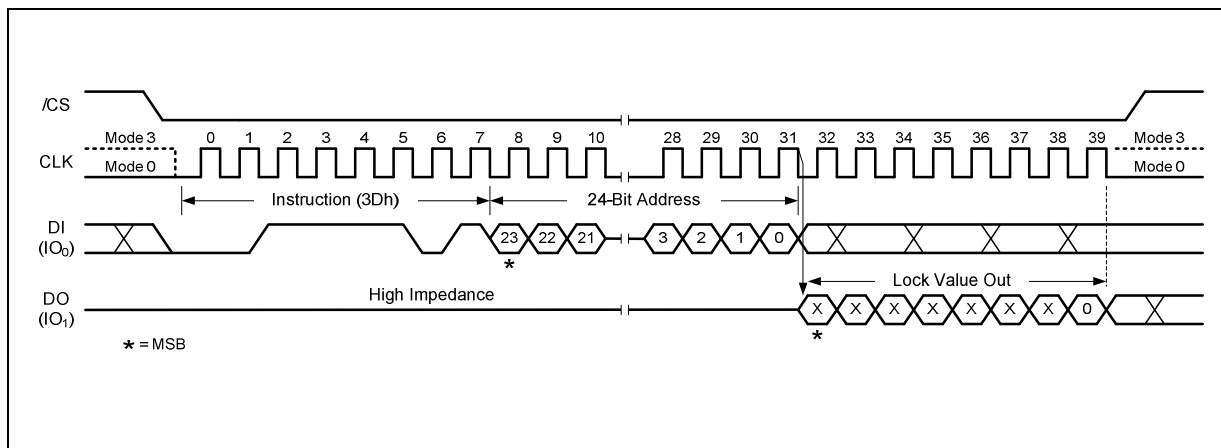 /CS
Mode 3 0 1 2 3 4 5 6 7 8 9 10 28 29 30 31 32 33 34 35 36 37 38 39 Mode 3
CLK
Mode 0 Mode 0
Instruction (3Dh) 24-Bit Address
DI
(IO0)
23 22 21 3 2 1 0
*
Lock Value Out
High Impedance
DO
(IO1)
X X X X X X X 0
*
* = MSB